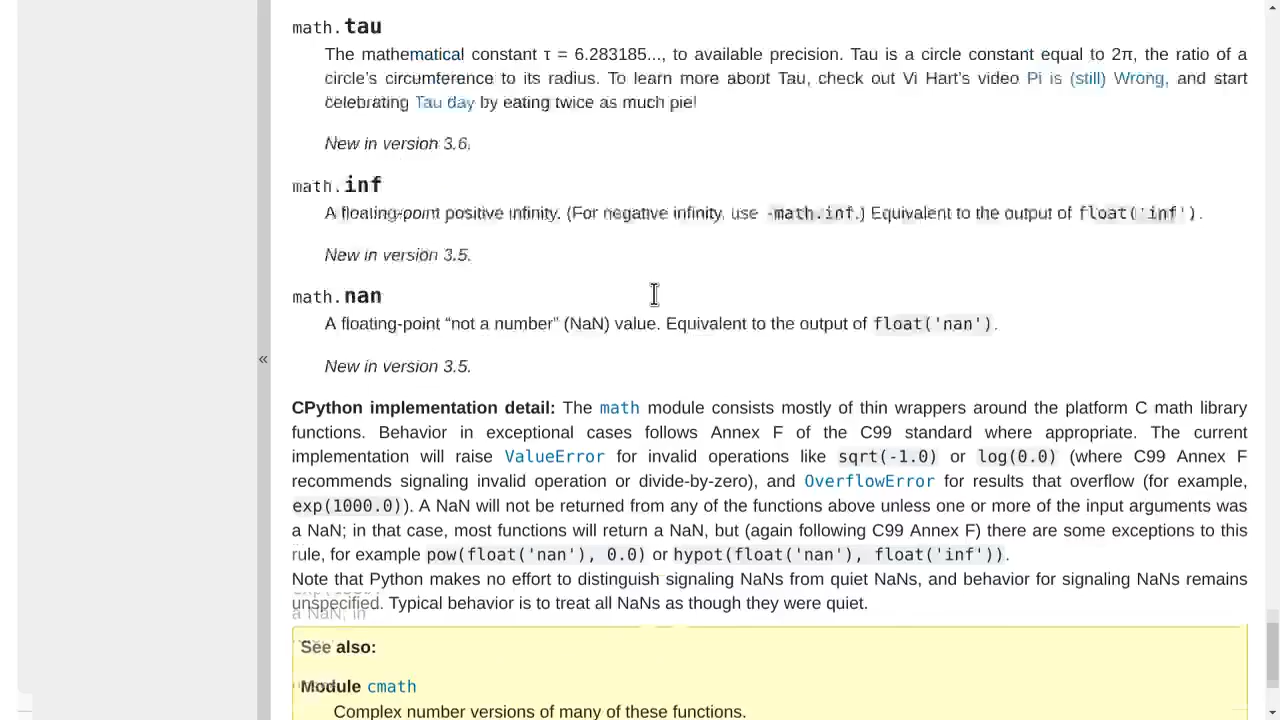 math.tau
The mathematical constant τ = 6.283185..., to available precision. Tau is a circle constant equal to 2π, the ratio of a
circle’s circumference to its radius. To learn more about Tau, check out Vi Hart’s video Pi is (still) Wrong, and start
celebrating Tau day by eating twice as much pie!
New in version 3.6.
math.inf
A floating-point positive infinity. (For negative infinity, use -math.inf.) Equivalent to the output of float('inf').
New in version 3.5.
math.nan
A floating-point “not a number” (NaN) value. Equivalent to the output of float('nan').
«
New in version 3.5.
CPython implementation detail: The math module consists mostly of thin wrappers around the platform C math library
functions. Behavior in exceptional cases follows Annex F of the C99 standard where appropriate. The current
implementation will raise ValueError for invalid operations like sqrt(-1.0) or log(0.0) (where C99 Annex F
recommends signaling invalid operation or divide-by-zero), and OverflowError for results that overflow (for example,
exp(1000.0)). A NaN will not be returned from any of the functions above unless one or more of the input arguments was
a NaN; in that case, most functions will return a NaN, but (again following C99 Annex F) there are some exceptions to this
rule, for example pow(float('nan'), 0.0) or hypot(float('nan'), float('inf')).
Note that Python makes no effort to distinguish signaling NaNs from quiet NaNs, and behavior for signaling NaNs remains
unspecified. Typical behavior is to treat all NaNs as though they were quiet.
a NaN; in
See also:
Module cmath
Complex number versions of many of these functions.